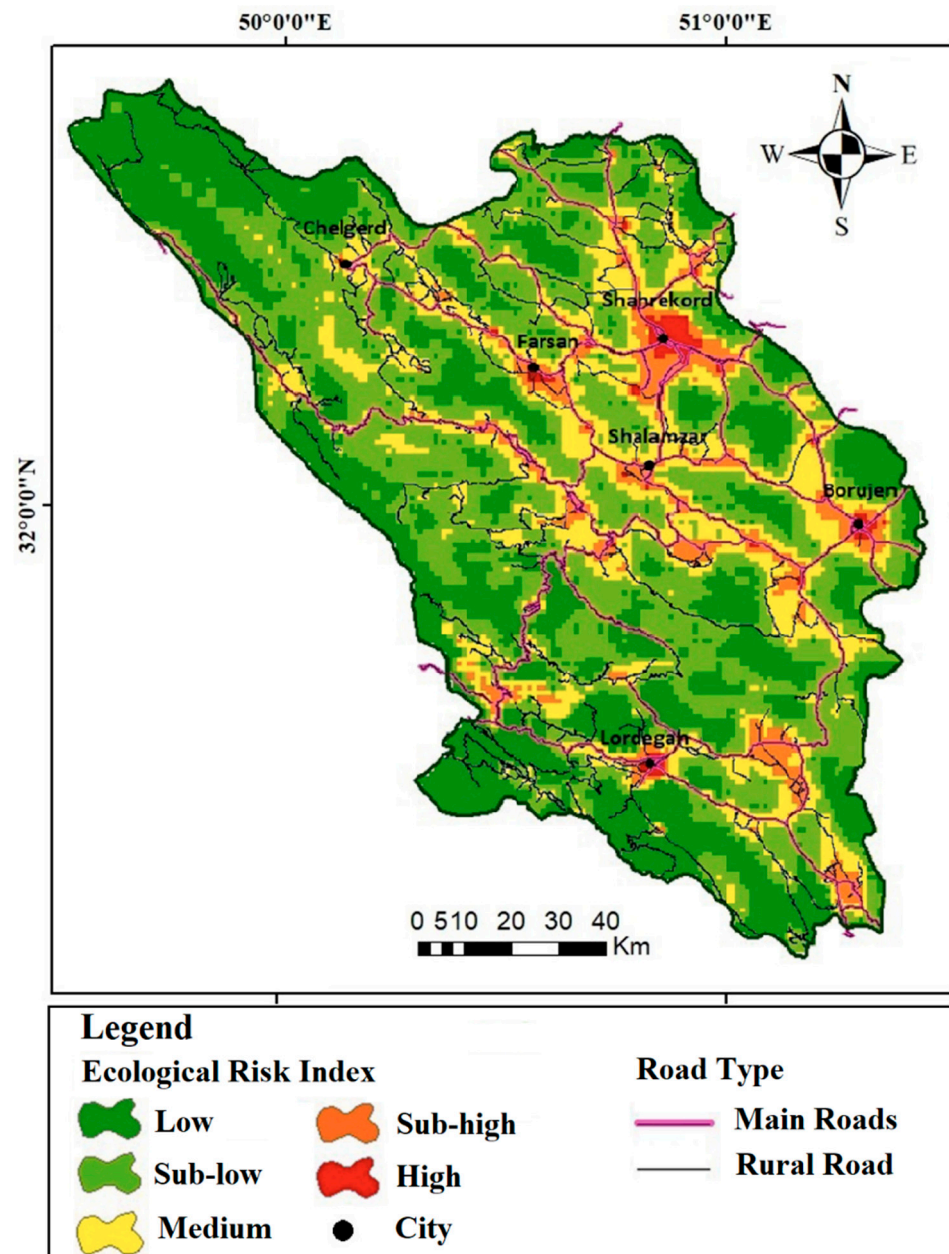 50°0'0"E 51°0'0"E
N
W E
S
Chelgerd
Shahrekord
Farsan
Shalamzar
32°0'0"N
Borujen
Lordegan
0 510 20 30 40
Km
Legend
Ecological Risk Index Road Type
Low Sub-high Main Roads
Sub-low High Rural Road
Medium City